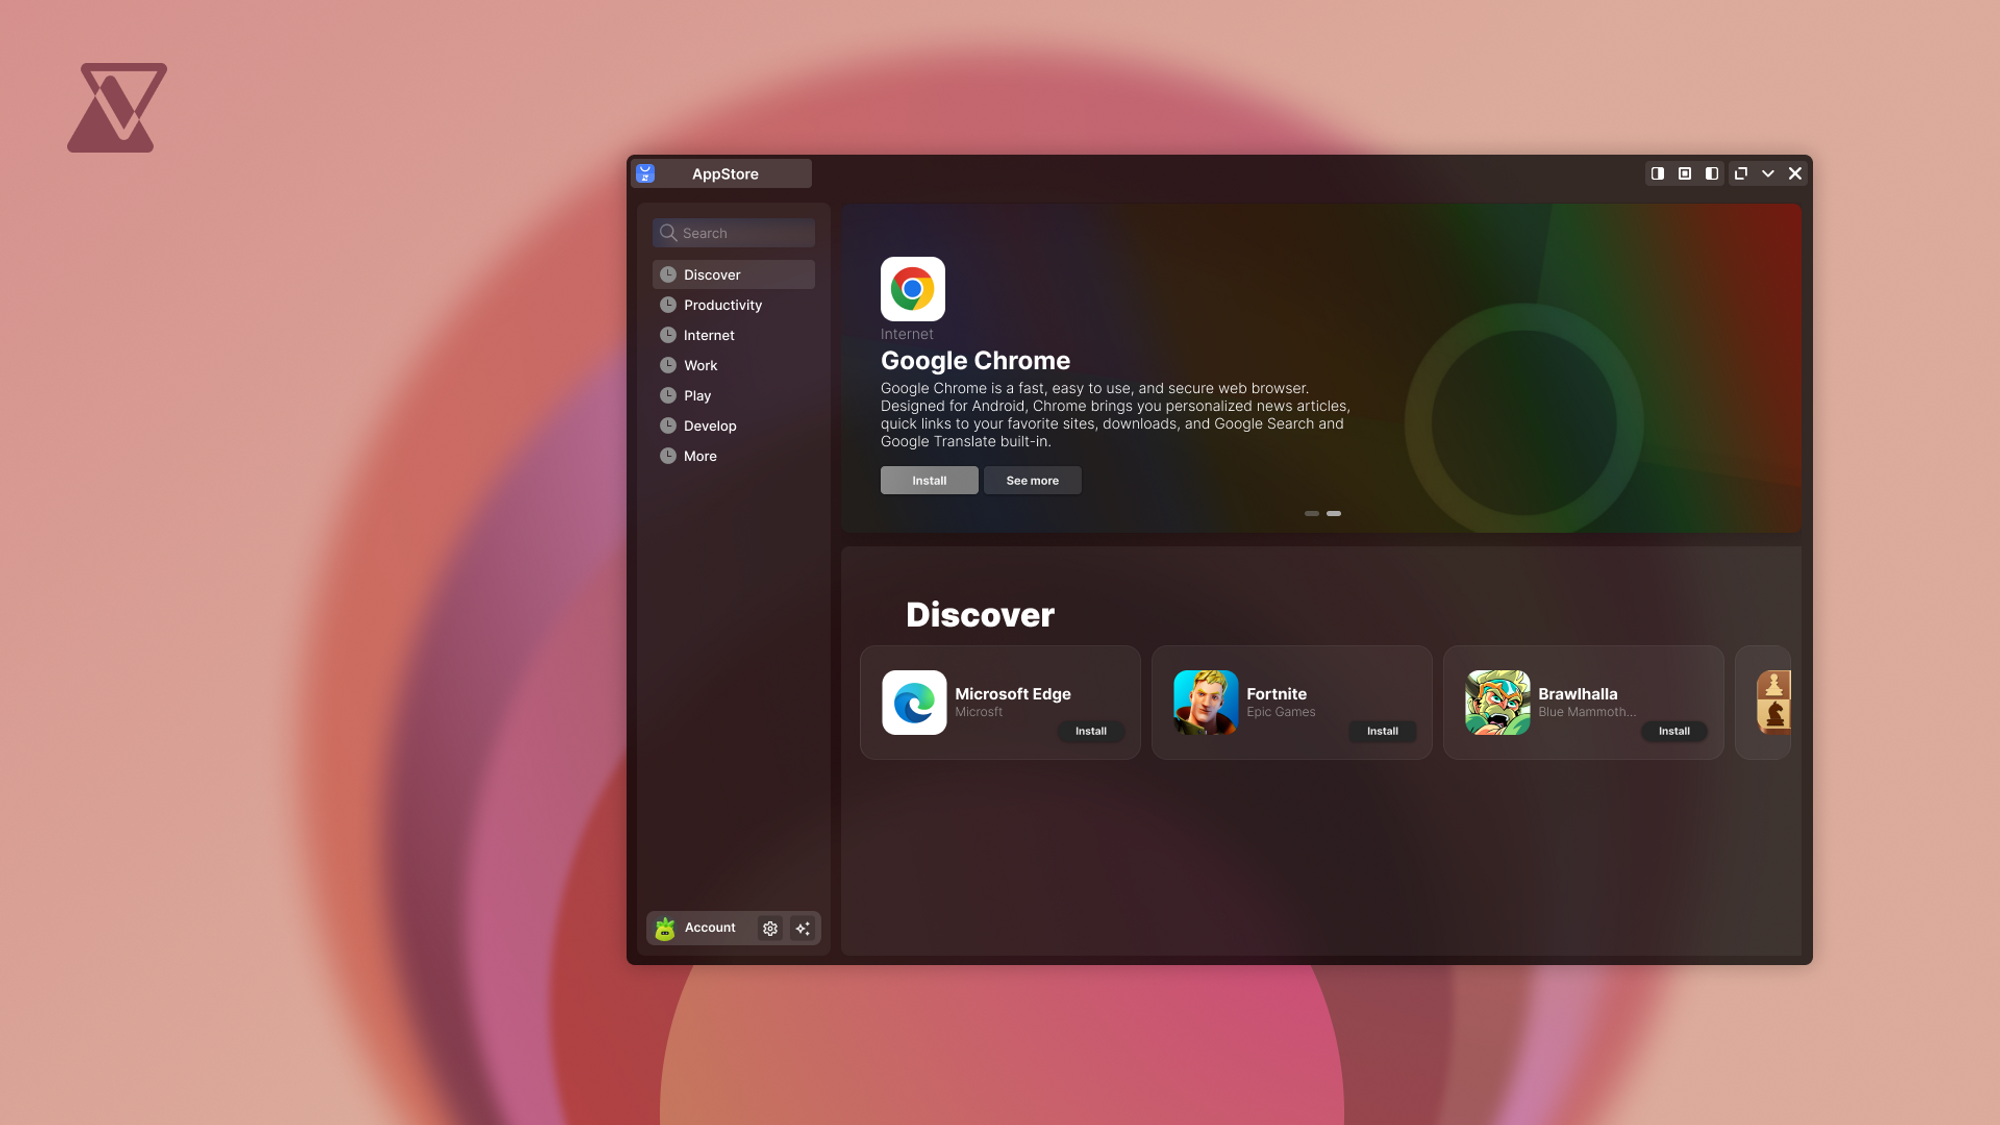 AppStore
Search
Discover
Productivity
Internet
Work
Play
Develop
More
Account
Internet
Google Chrome
Google Chrome is a fast, easy to use, and secure web browser.
Designed for Android, Chrome brings you personalized news articles,
quick links to your favorite sites, downloads, and Google Search and
Google Translate built-in.
Install
See more
Discover
Microsoft Edge
Microsft
Install
Fortnite
Epic Games
Install
Brawlhalla
Blue Mammoth...
Install